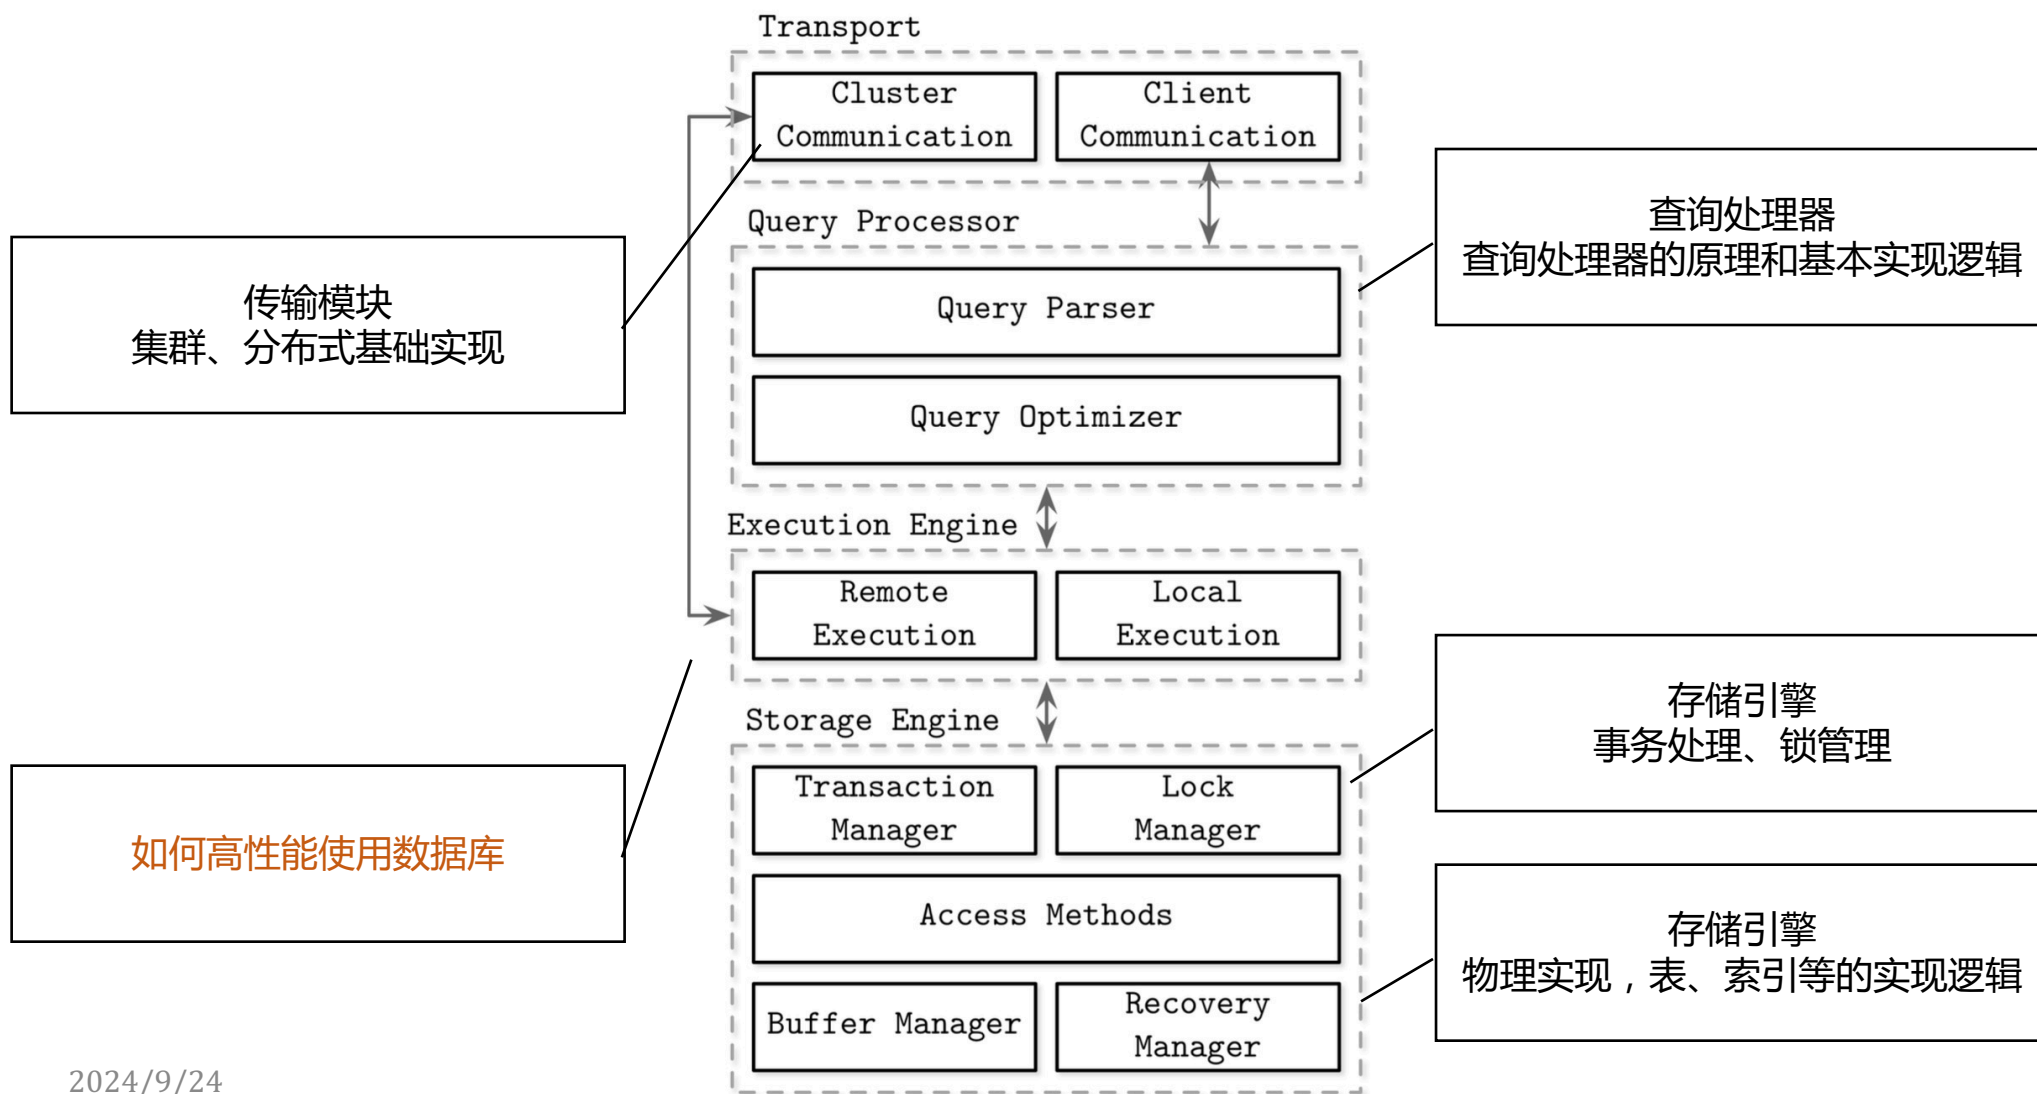 Transport
Cluster
Communication
Client
Communication
Query Processor
Query Parser
Query Optimizer
Execution Engine
Remote
Execution
Local
Execution
Storage Engine
Transaction
Manager
Lock
Manager
Access Methods
Buffer Manager
Recovery
Manager
传输模块
集群、分布式基础实现
如何高性能使用数据库
查询处理器
查询处理器的原理和基本实现逻辑
存储引擎
事务处理、锁管理
存储引擎
物理实现，表、索引等的实现逻辑
2024/9/24